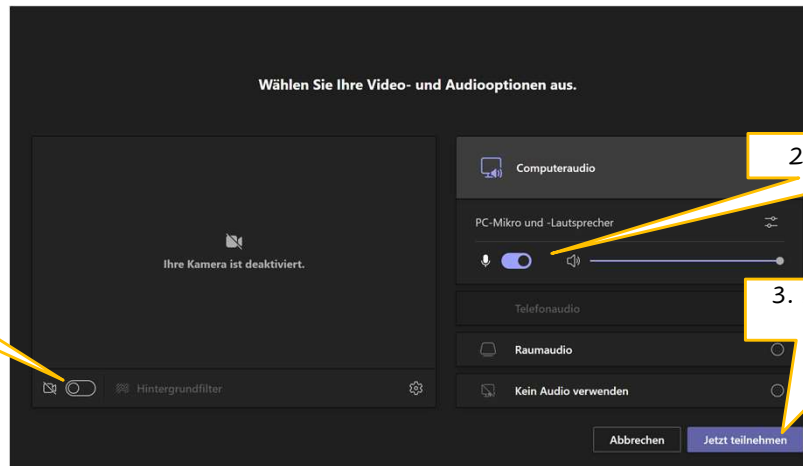 Wählen Sie Ihre Video- und Audiooptionen aus.
Computeraudio
2
PC-Mikro und -Lautsprecher
Ihre Kamera ist deaktiviert.
Telefonaudio
3.
Raumaudio
Hintergrundfilter
Kein Audio verwenden
Abbrechen
Jetzt teilnehmen